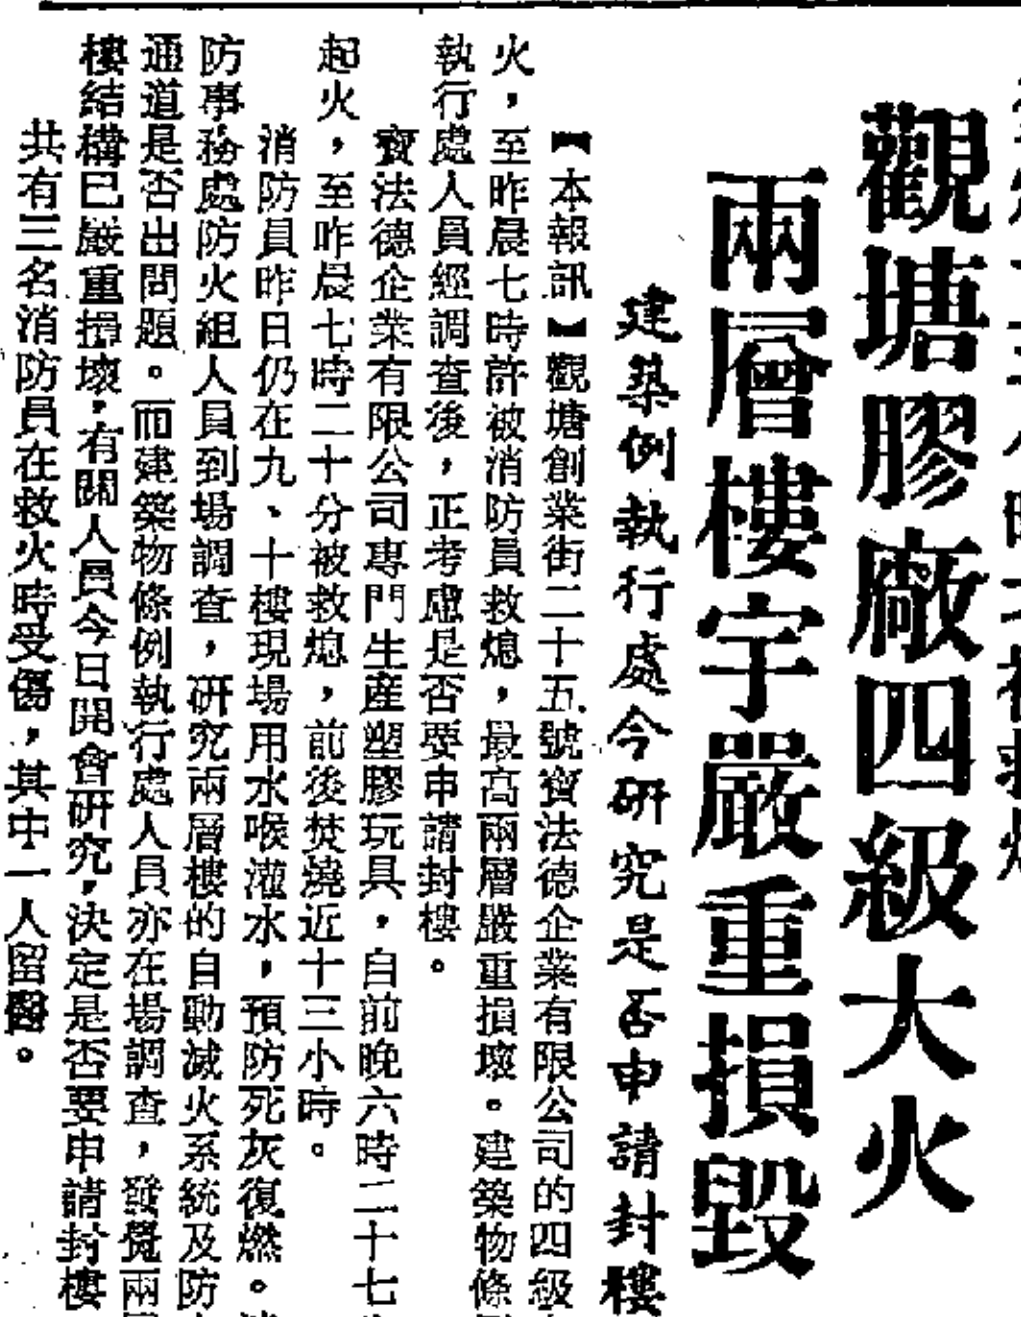 觀塘膠廠四級大火
兩層樓宇嚴重損毀
建築例執行處今研究是否申請封樓
【本報訊】觀塘創業街二十五號寶法德企業有限公司的四級
火，至昨晨七時許被消防員救熄，最高兩層嚴重損壞。建築物條
執行處人員經調查後，正考慮是否要申請封樓。
寶法德企業有限公司專門生產塑膠玩具，自前晚六時二十七
起火，至昨晨七時二十分被救熄，前後焚燒近十三小時。
消防員昨日仍在九、十樓現場用水喉灌水，預防死灰復燃。
防事務處防火組人員到場調查，研究兩層樓的自動滅火系統及防
通道是否出問題。而建築物條例執行處人員亦在場調查，發覺兩
樓結構已嚴重損壞，有關人員今日開會研究，決定是否要申請封樓
共有三名消防員在救火時受傷，其中一人留醫。